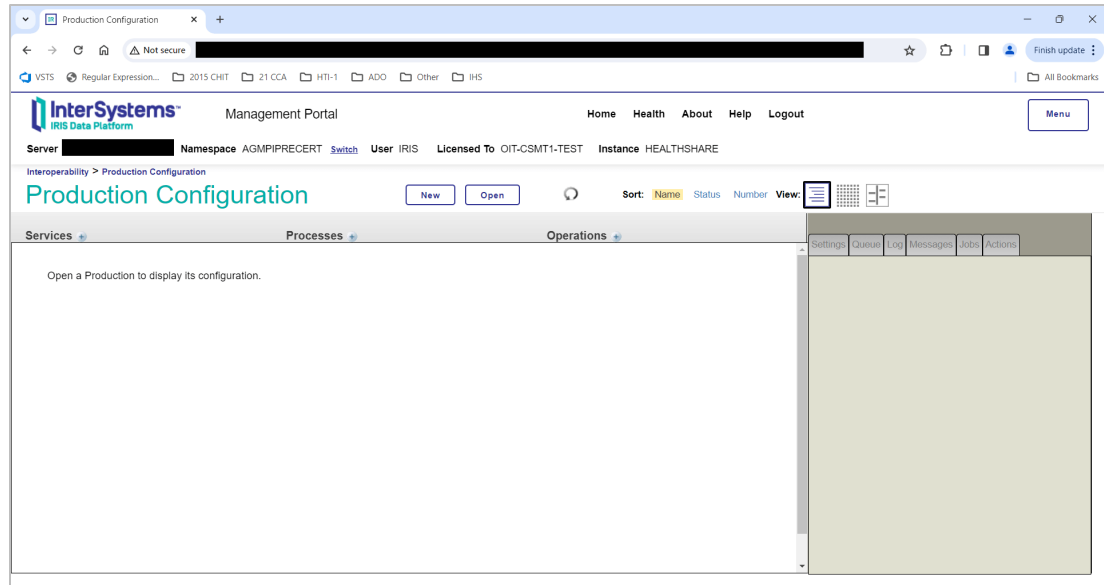 Production Configuration
Not secure
Finish update
VSTS Regular Expression... 2015 CHIT 21 CCA HTI-1 ADO Other IHS All Bookmarks
InterSystems™ Management Portal Home Health About Help Logout Menu
IRIS Data Platform
Server Namespace AGMPIPRECERT Switch User IRIS Licensed To OIT-CSMT1-TEST Instance HEALTHSHARE
Interoperability > Production Configuration
Production Configuration New Open Sort: Name Status Number View:
Services Processes Operations
Settings Queue Log Messages Jobs Actions
Open a Production to display its configuration.